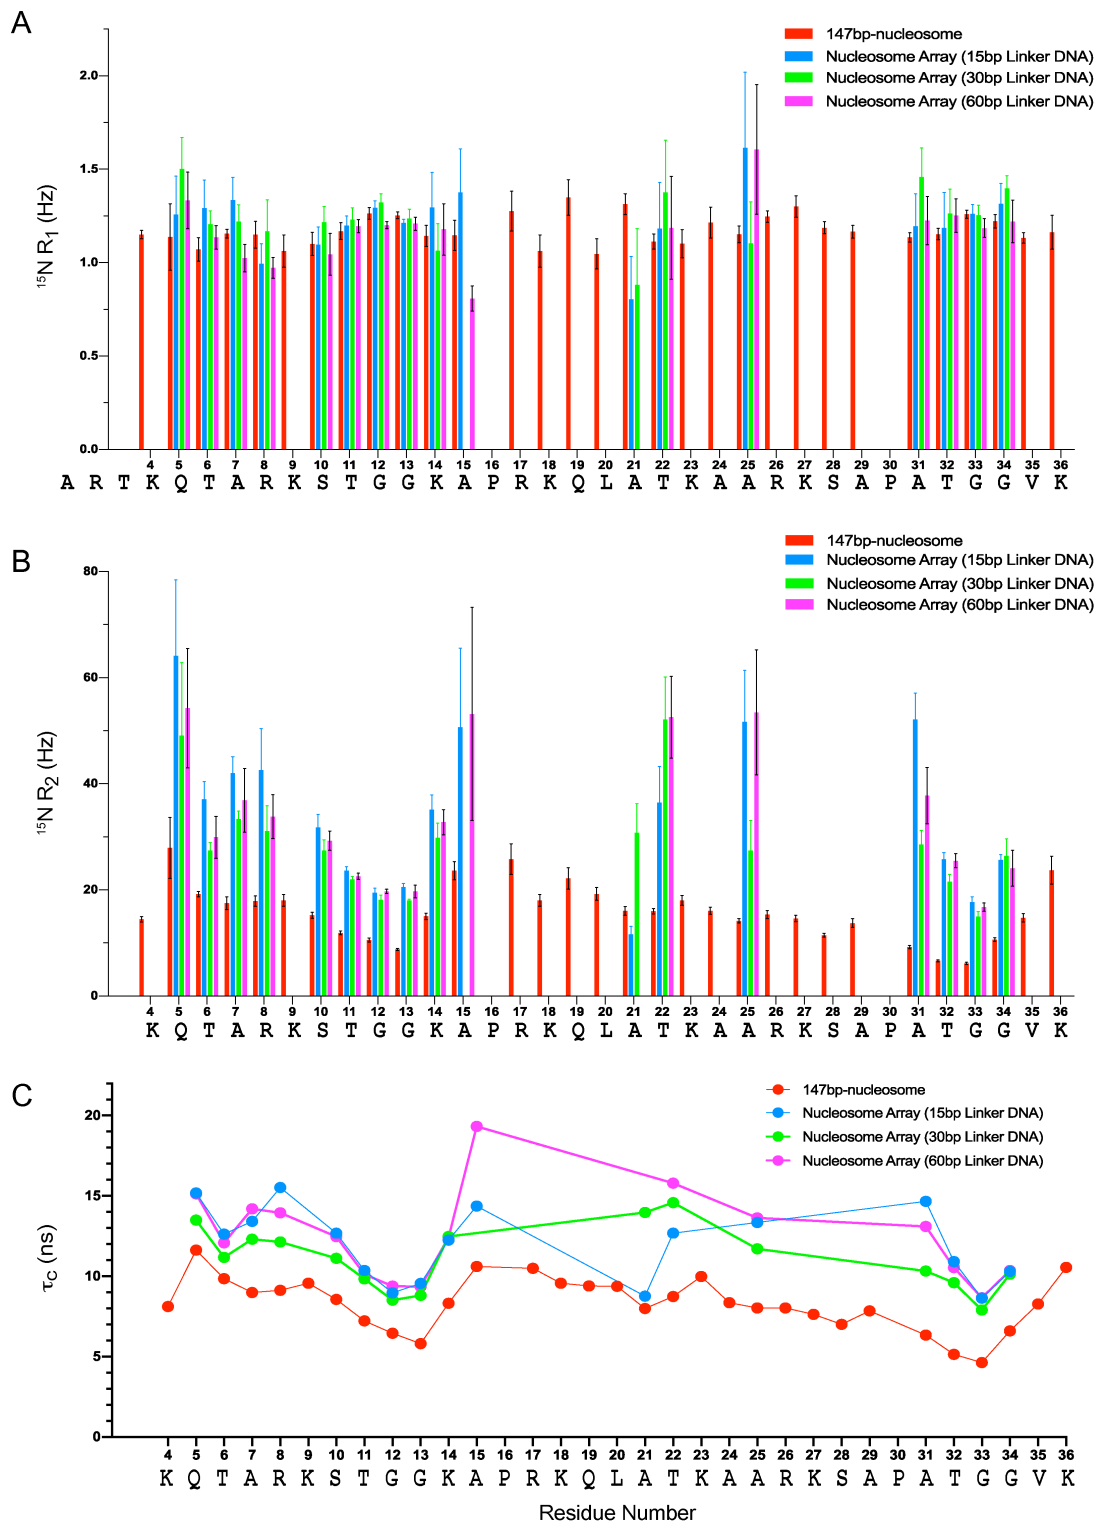 A
147bp-nucleosome
Nucleosome Array (15bp Linker DNA)
Nucleosome Array (30bp Linker DNA)
Nucleosome Array (60bp Linker DNA)
15N R1 (Hz)
2.0
1.5
1.0
0.5
0.0
4 5 6 7 8 9 10 11 12 13 14 15 16 17 18 19 20 21 22 23 24 25 26 27 28 29 30 31 32 33 34 35 36
A R T K Q T A R K S T G G K A P R K Q L A T K A A R K S A P A T G G V K
B
147bp-nucleosome
Nucleosome Array (15bp Linker DNA)
Nucleosome Array (30bp Linker DNA)
Nucleosome Array (60bp Linker DNA)
15N R2 (Hz)
80
60
40
20
0
4 5 6 7 8 9 10 11 12 13 14 15 16 17 18 19 20 21 22 23 24 25 26 27 28 29 30 31 32 33 34 35 36
K Q T A R K S T G G K A P R K Q L A T K A A R K S A P A T G G V K
C
147bp-nucleosome
Nucleosome Array (15bp Linker DNA)
Nucleosome Array (30bp Linker DNA)
Nucleosome Array (60bp Linker DNA)
τC (ns)
20
15
10
5
0
4 5 6 7 8 9 10 11 12 13 14 15 16 17 18 19 20 21 22 23 24 25 26 27 28 29 30 31 32 33 34 35 36
K Q T A R K S T G G K A P R K Q L A T K A A R K S A P A T G G V K
Residue Number